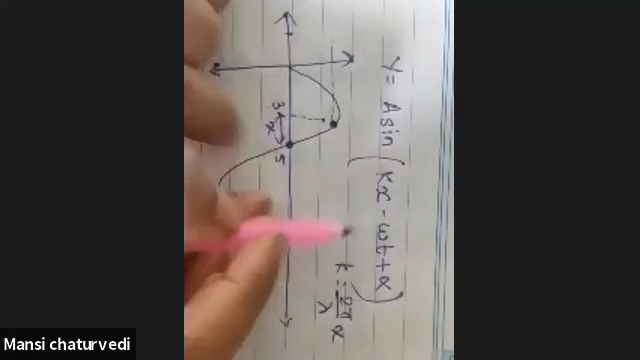 y = A sin (kx - ωt + α)
k = 2π
λ
x
3
x
5
Mansi chaturvedi